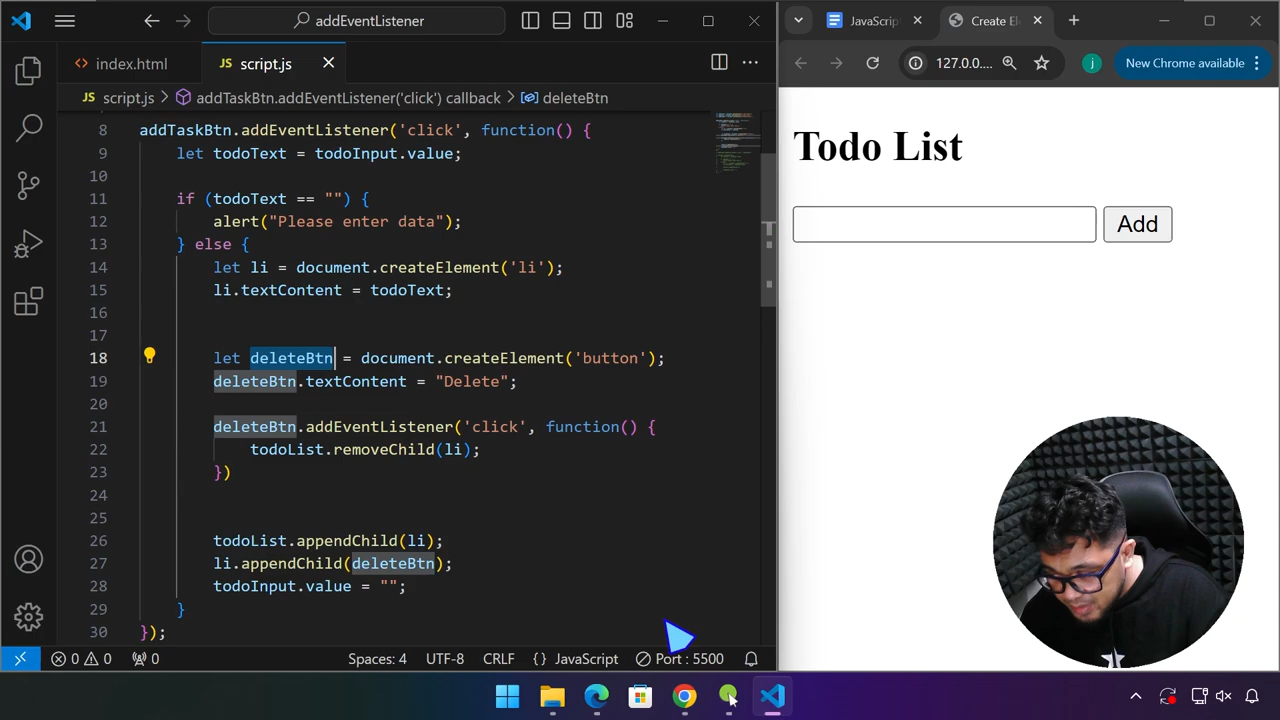 addEventListener
index.html
script.js
script.js > addTaskBtn.addEventListener('click') callback > deleteBtn
8 addTaskBtn.addEventListener('click', function() {
9 let todoText = todoInput.value;
10
11 if (todoText == "") {
12 alert("Please enter data");
13 } else {
14 let li = document.createElement('li');
15 li.textContent = todoText;
16
17
18 let deleteBtn = document.createElement('button');
19 deleteBtn.textContent = "Delete";
20
21 deleteBtn.addEventListener('click', function() {
22 todoList.removeChild(li);
23 })
24
25
26 todoList.appendChild(li);
27 li.appendChild(deleteBtn);
28 todoInput.value = "";
29 }
30 });
0 0 0 Spaces: 4 UTF-8 CRLF {} JavaScript Port : 5500
JavaScrip
Create El
127.0.0.... j New Chrome available
Todo List
Add